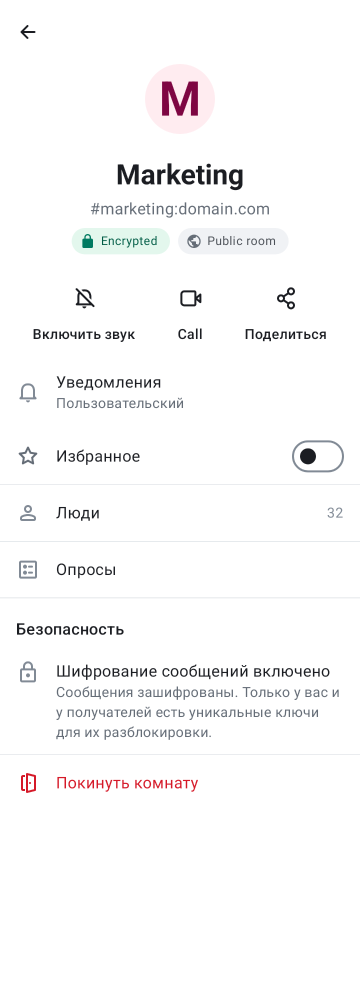 M
Marketing
#marketing:domain.com
Encrypted
Public room
Включить звук
Call
Поделиться
Уведомления
Пользовательский
Избранное
Люди
32
Опросы
Безопасность
Шифрование сообщений включено
Сообщения зашифрованы. Только у вас и
у получателей есть уникальные ключи
для их разблокировки.
Покинуть комнату